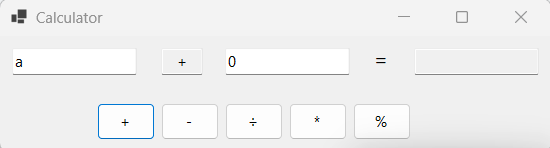 Calculator
a + 0 =
+ - ÷ * %